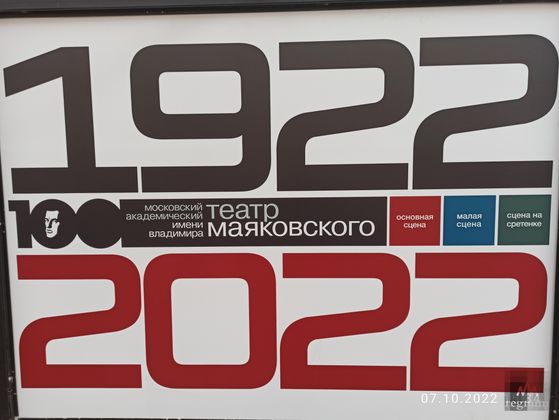 1922
100
московский
академический
имени
владимира
театр
маяковского
основная
сцена
малая
сцена
сцена на
сретенке
2022
07.10.2022